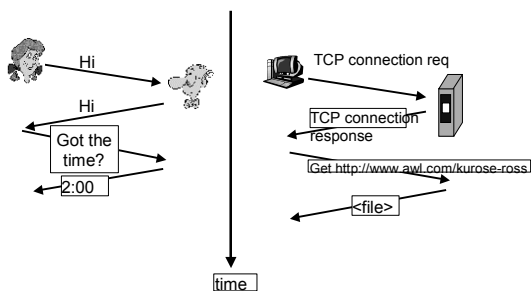 Hi
Hi
Got the
time?
2:00
TCP connection req
TCP connection
response
Get http://www.awl.com/kurose-ross
<file>
time